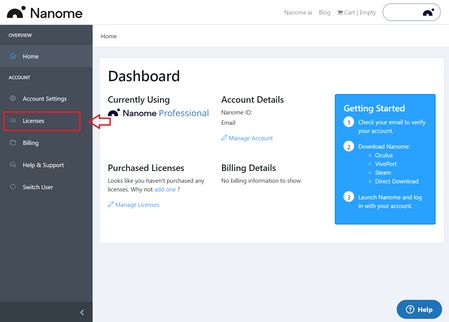 Nanome
Nanome.ai
Blog
Cart | Empty
OVERVIEW
Home
ACCOUNT
Account Settings
Licenses
Billing
Help & Support
Switch User
Home
Dashboard
Currently Using
Nanome Professional
Account Details
Nanome ID:
Email:
Manage Account
Purchased Licenses
Looks like you haven't purchased any
licenses. Why not add one ?
Manage Licenses
Billing Details
No billing information to show.
Getting Started
1 Check your email to verify
your account.
2 Download Nanome:
Oculus
VivePort
Steam
Direct Download
3 Launch Nanome and log
in with your account.
Help